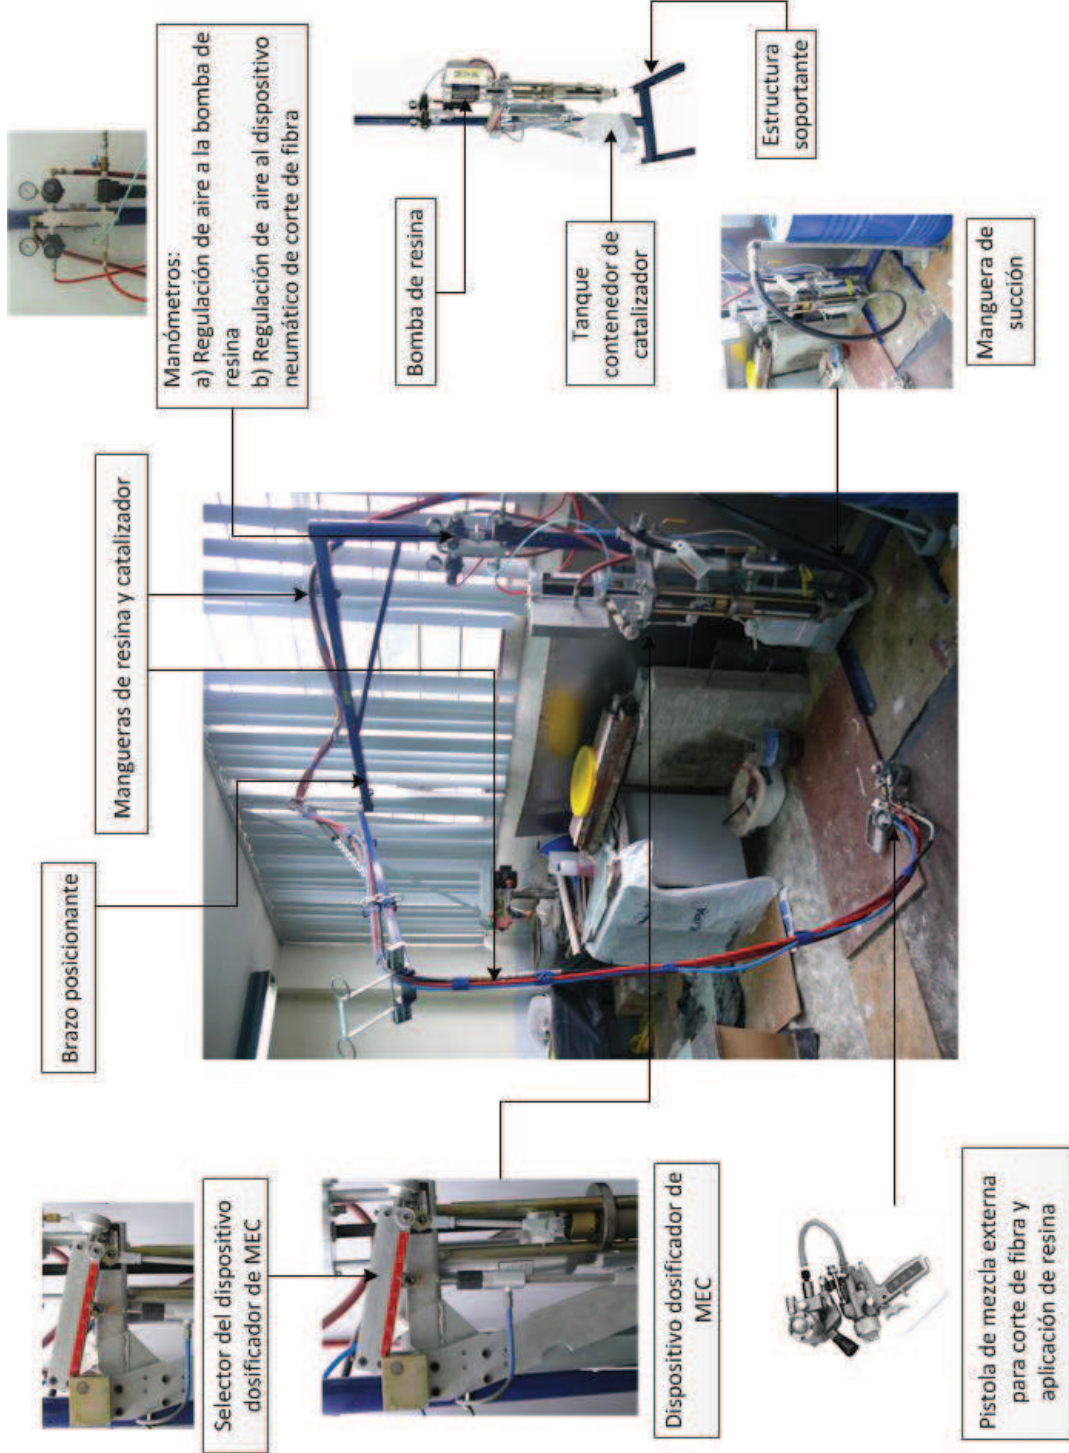 Manómetros:
a) Regulación de aire a la bomba de
resina
b) Regulación de aire al dispositivo
neumático de corte de fibra
Mangueras de resina y catalizador
Brazo posicionante
Selector del dispositivo
dosificador de MEC
Dispositivo dosificador de
MEC
Pistola de mezcla externa
para corte de fibra y
aplicación de resina
Bomba de resina
Tanque
contenedor de
catalizador
Estructura
soportante
Manguera de
succión